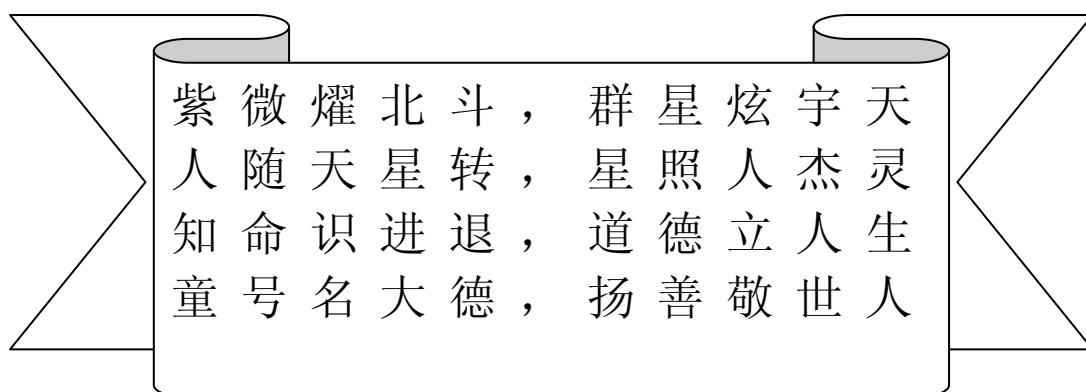 紫微燿北斗，群星炫宇天
人随天星转，星照人杰灵
知命识进退，道德立人生
童号名大德，扬善敬世人